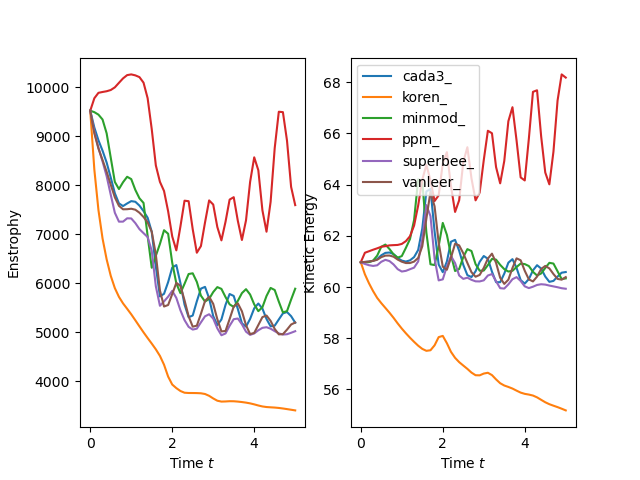 Enstrophy
10000
9000
8000
7000
6000
5000
4000
0
2
4
Time t
Kinetic Energy
68
66
64
62
60
58
56
0
2
4
Time t
cada3_
koren_
minmod_
ppm_
superbee_
vanleer_